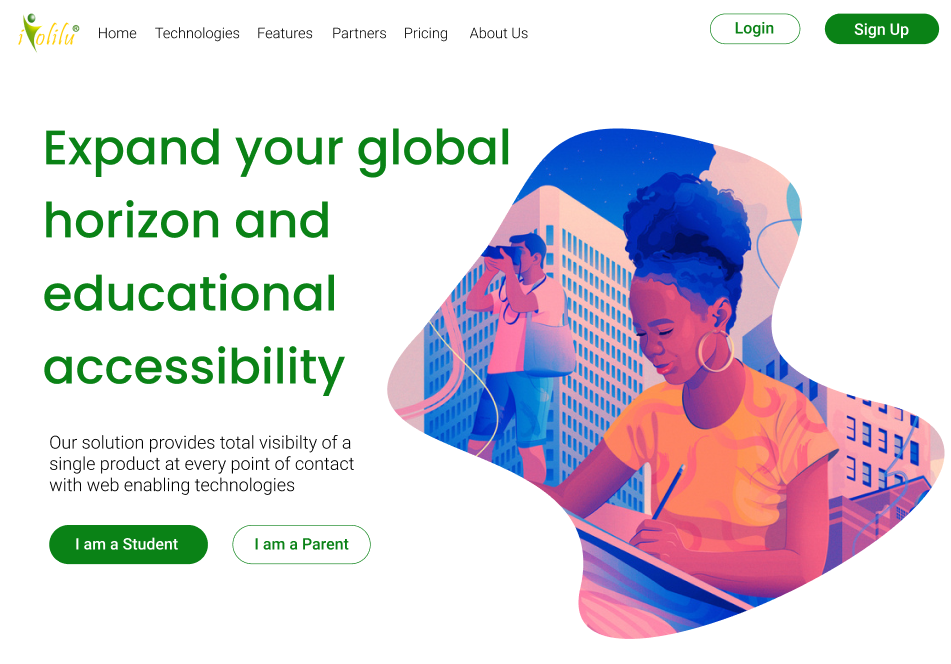 iYolilu®
Home Technologies Features Partners Pricing About Us
Login
Sign Up
Expand your global
horizon and
educational
accessibility
Our solution provides total visibilty of a
single product at every point of contact
with web enabling technologies
I am a Student
I am a Parent